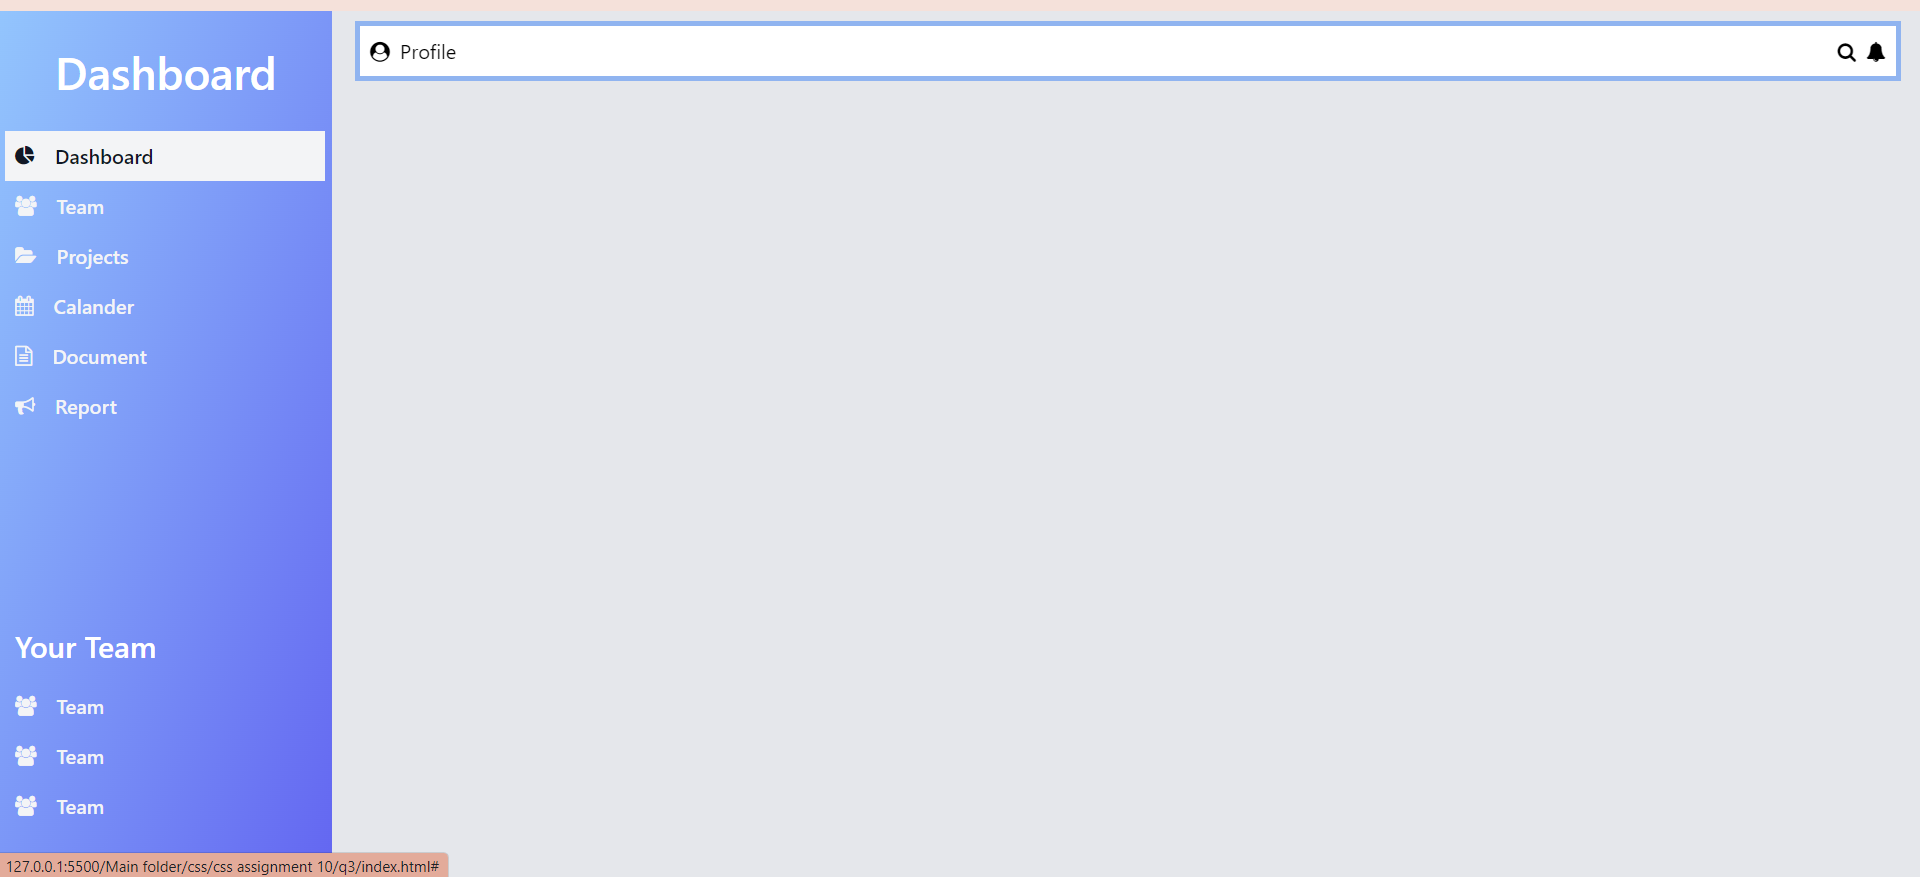 Dashboard
Profile
Dashboard
Team
Projects
Calander
Document
Report
Your Team
Team
Team
Team
127.0.0.1:5500/Main folder/css/css assignment 10/q3/index.html#